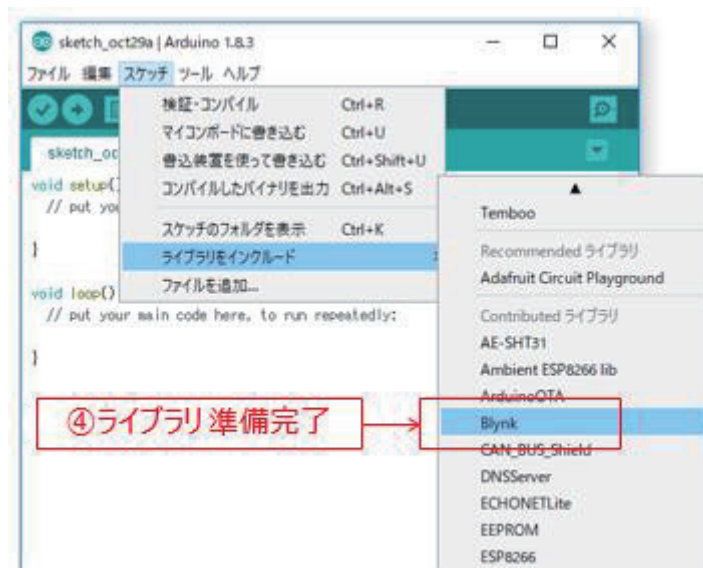 sketch_oct29a | Arduino 1.8.3
ファイル 編集 スケッチ ツール ヘルプ
検証・コンパイル Ctrl+R
マイコンボードに書き込む Ctrl+U
書込装置を使って書き込む Ctrl+Shift+U
コンパイルしたバイナリを出力 Ctrl+Alt+S
スケッチのフォルダを表示 Ctrl+K
ライブラリをインクルード
ファイルを追加...
sketch_oc
void setup()
// put you
}
void loop()
// put your main code here, to run repeatedly:
}
▲
Temboo
Recommended ライブラリ
Adafruit Circuit Playground
Contributed ライブラリ
AE-SHT31
Ambient ESP8266 lib
ArduinoOTA
Blynk
CAN_BUS_Shield
DNSServer
ECHONETLite
EEPROM
ESP8266
④ライブラリ 準備完了